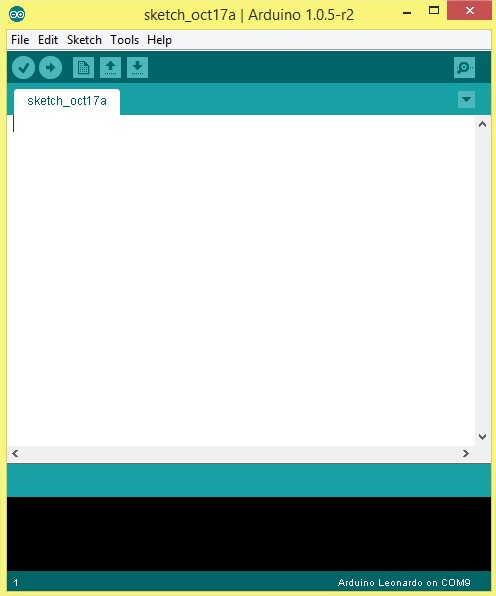 sketch_oct17a | Arduino 1.0.5-r2
File Edit Sketch Tools Help
sketch_oct17a
1 Arduino Leonardo on COM9